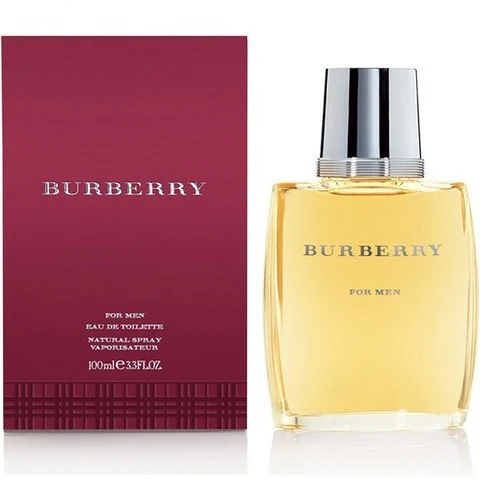 BURBERRY
FOR MEN
EAU DE TOILETTE
NATURAL SPRAY
VAPORISATEUR
100ml℮3.3FL.OZ.
BURBERRY
FOR MEN